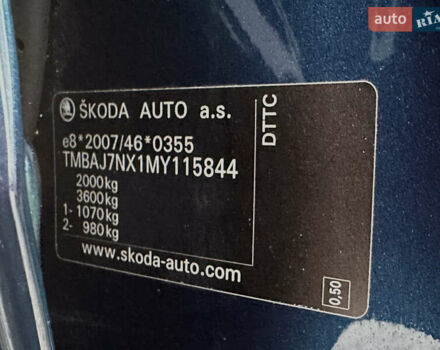 auto RIA
ŠKODA AUTO a.s.
e8*2007/46*0355
TMBAJ7NX1MY115844
2000kg
3600kg
1- 1070kg
2- 980kg
www.skoda-auto.com
DTTC
0,50